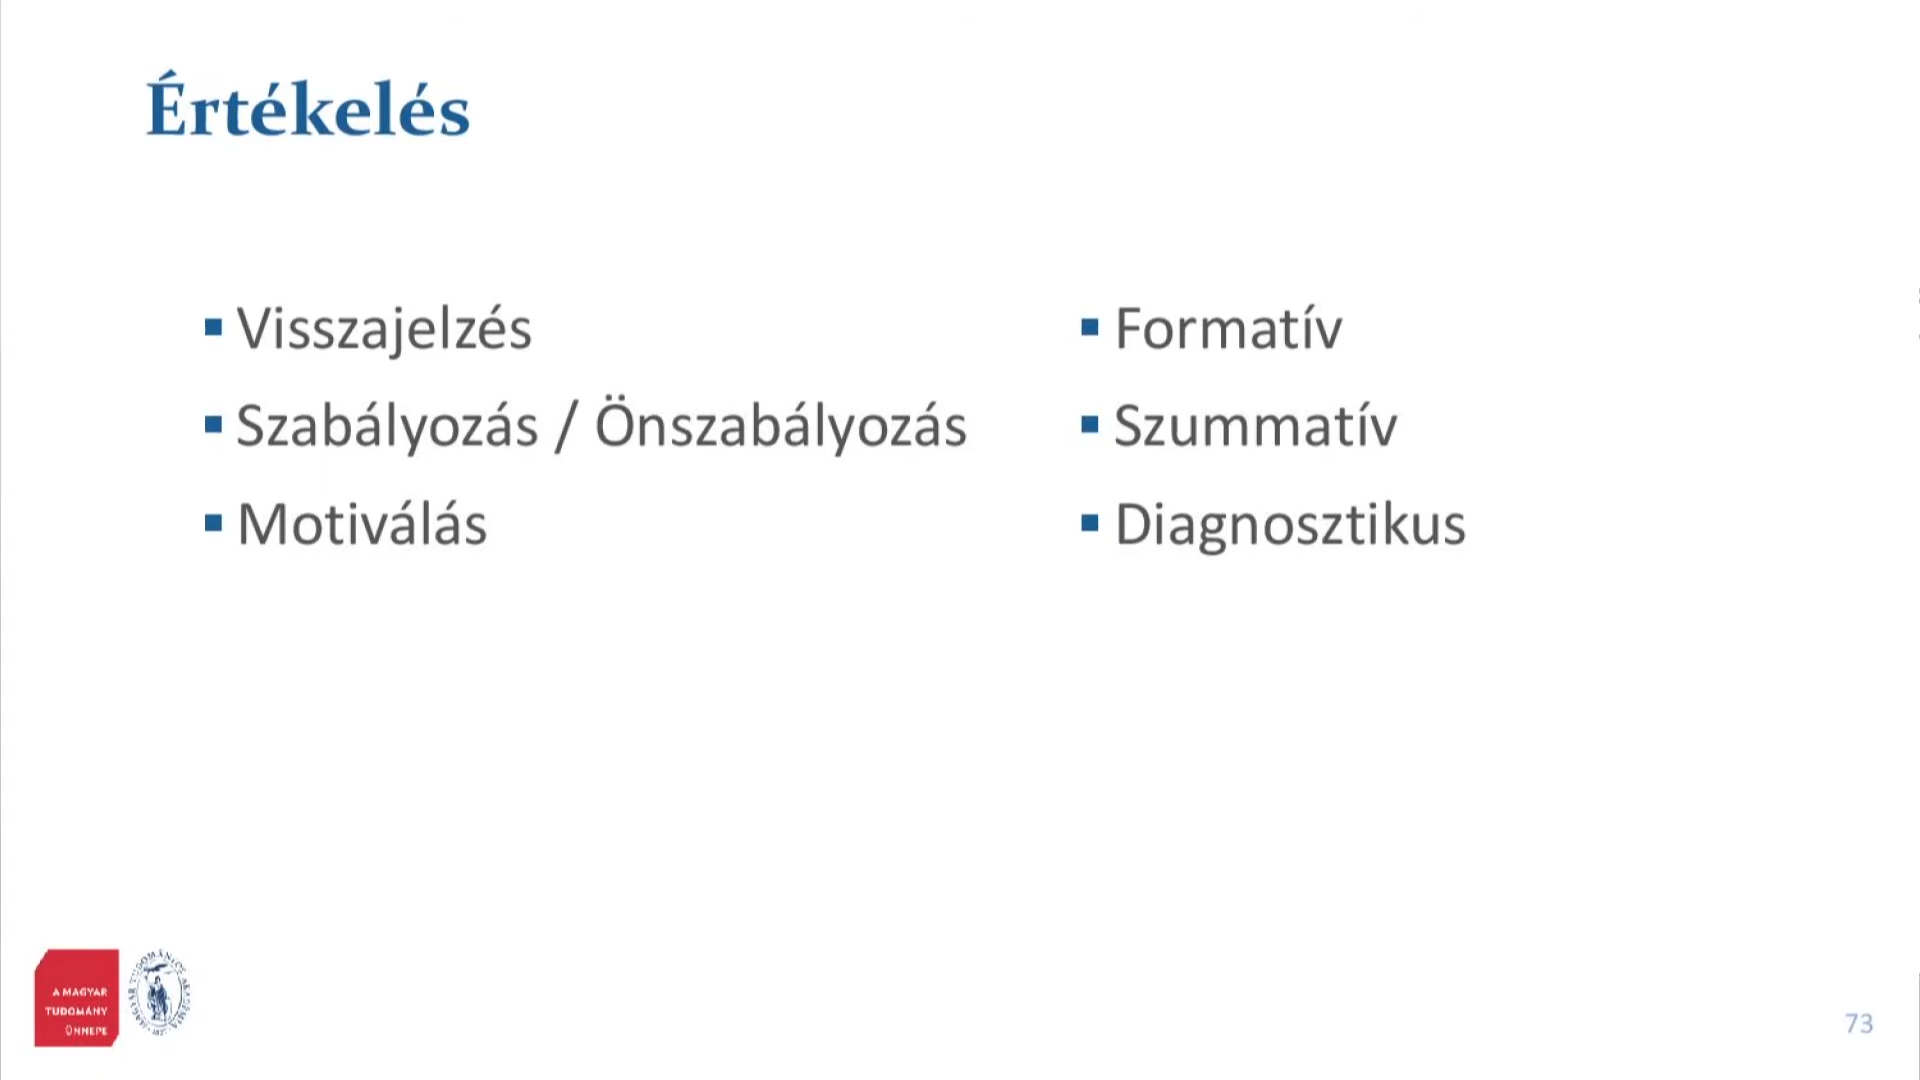 Értékelés
▪ Visszajelzés
▪ Szabályozás / Önszabályozás
▪ Motiválás
▪ Formatív
▪ Szummatív
▪ Diagnosztikus
A MAGYAR
TUDOMÁNY
ÜNNEPE
73